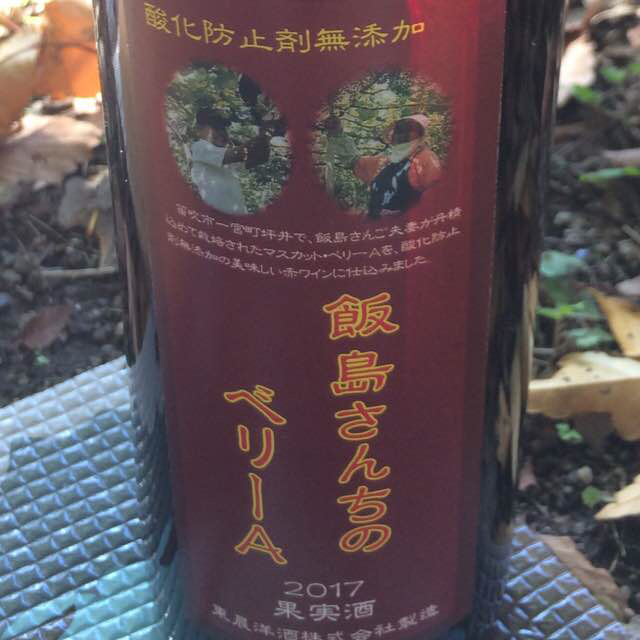 酸化防止剤無添加
笛吹市一宮町坪井で、飯島さんご夫妻が丹精
込めて栽培されたマスカット・ベリーAを、酸化防止
剤無添加の美味しい赤ワインに仕込みました。
飯島さんちの
ベリーA
2017
果実酒
東晨洋酒株式会社製造